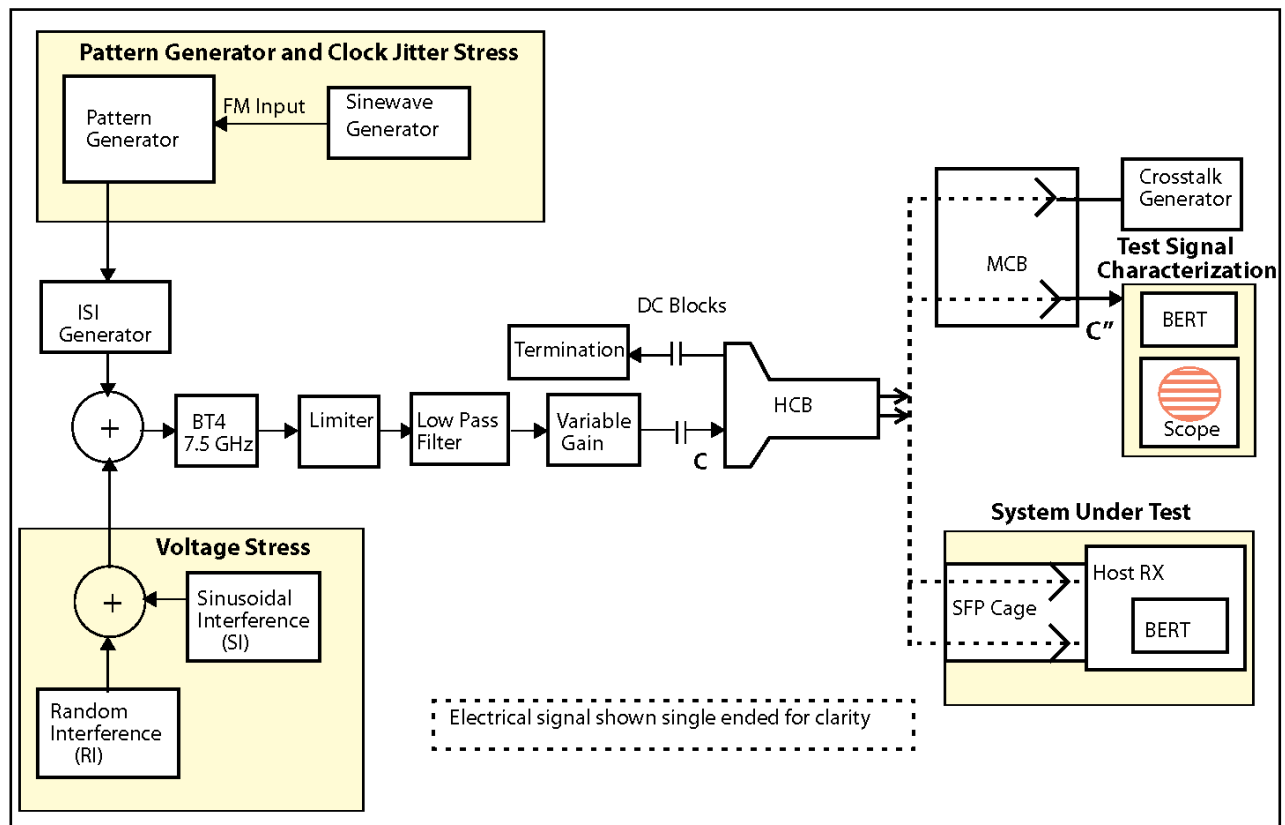 Pattern Generator and Clock Jitter Stress
Pattern
Generator
FM Input
Sinewave
Generator
ISI
Generator
+
BT4
7.5 GHz
Limiter
Low Pass
Filter
Variable
Gain
C
Termination
DC Blocks
HCB
MCB
Crosstalk
Generator
Test Signal
Characterization
C”
BERT
Scope
Voltage Stress
+
Sinusoidal
Interference
(SI)
Random
Interference
(RI)
System Under Test
SFP Cage
Host RX
BERT
Electrical signal shown single ended for clarity